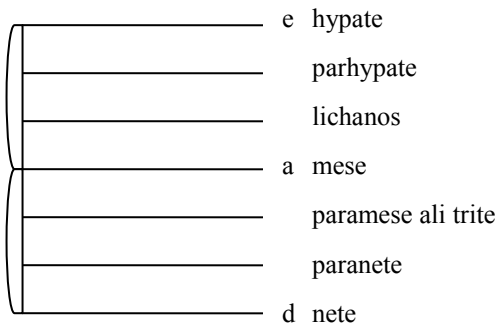 e hypate
parhypate
lichanos
a mese
paramese ali trite
paranete
d nete